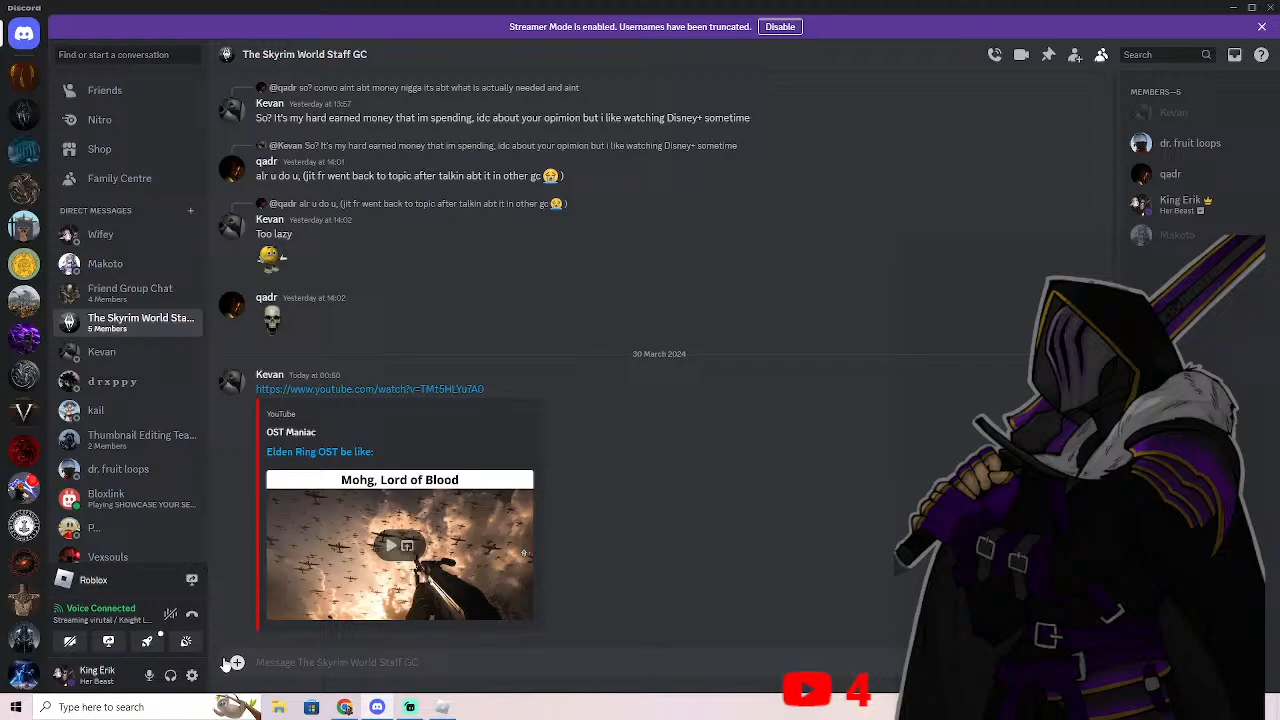 Discord
Streamer Mode is enabled. Usernames have been truncated.
Disable
Find or start a conversation
Friends
Nitro
Shop
Family Centre
DIRECT MESSAGES
Wifey
Makoto
Friend Group Chat
4 Members
The Skyrim World Sta...
5 Members
Kevan
d r x p p y
kail
Thumbnail Editing Tea...
2 Members
dr. fruit loops
Bloxlink
Playing SHOWCASE YOUR SE...
P...
Vexsouls
Roblox
Voice Connected
Streaming virutal / Knight L...
King Erik
Her Beast
The Skyrim World Staff GC
Search
@qadr so? convo aint abt money nigga its abt what is actually needed and aint
Kevan Yesterday at 13:57
So? It's my hard earned money that im spending, idc about your opinion but i like watching Disney+ sometime
@Kevan So? It's my hard earned money that im spending, idc about your opinion but i like watching Disney+ sometime
qadr Yesterday at 14:01
alr u do u, (jit fr went back to topic after talkin abt it in other gc 😭)
@qadr alr u do u, (jit fr went back to topic after talkin abt it in other gc 😭)
Kevan Yesterday at 14:02
Too lazy
qadr Yesterday at 14:02
30 March 2024
Kevan Today at 00:50
https://www.youtube.com/watch?v=TMt5HLYu7A0
YouTube
OST Maniac
Elden Ring OST be like:
Mohg, Lord of Blood
Message The Skyrim World Staff GC
MEMBERS—5
Kevan
dr. fruit loops
qadr
King Erik
Her Beast
Makoto
4
Type here to search